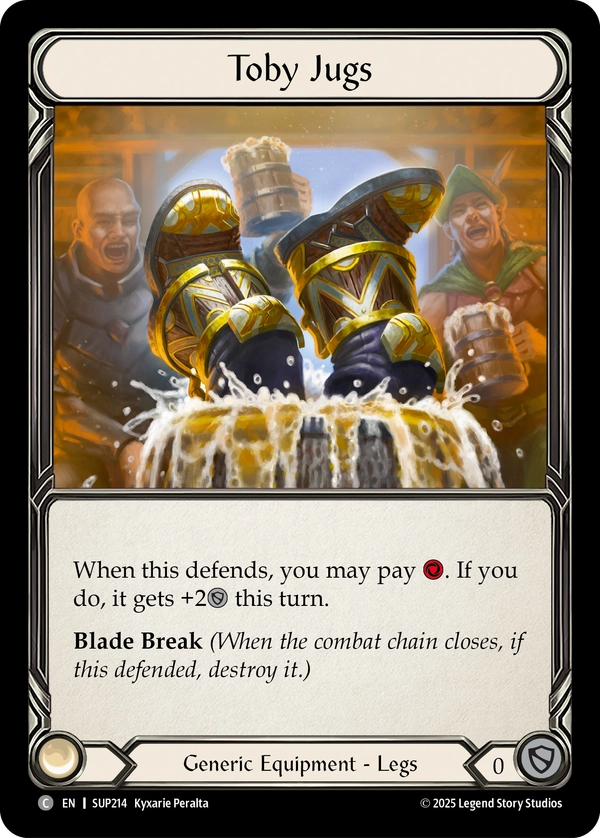 Toby Jugs
When this defends, you may pay . If you
do, it gets +2 this turn.
Blade Break (When the combat chain closes, if
this defended, destroy it.)
Generic Equipment - Legs
0
C EN | SUP214 Kyxarie Peralta
© 2025 Legend Story Studios